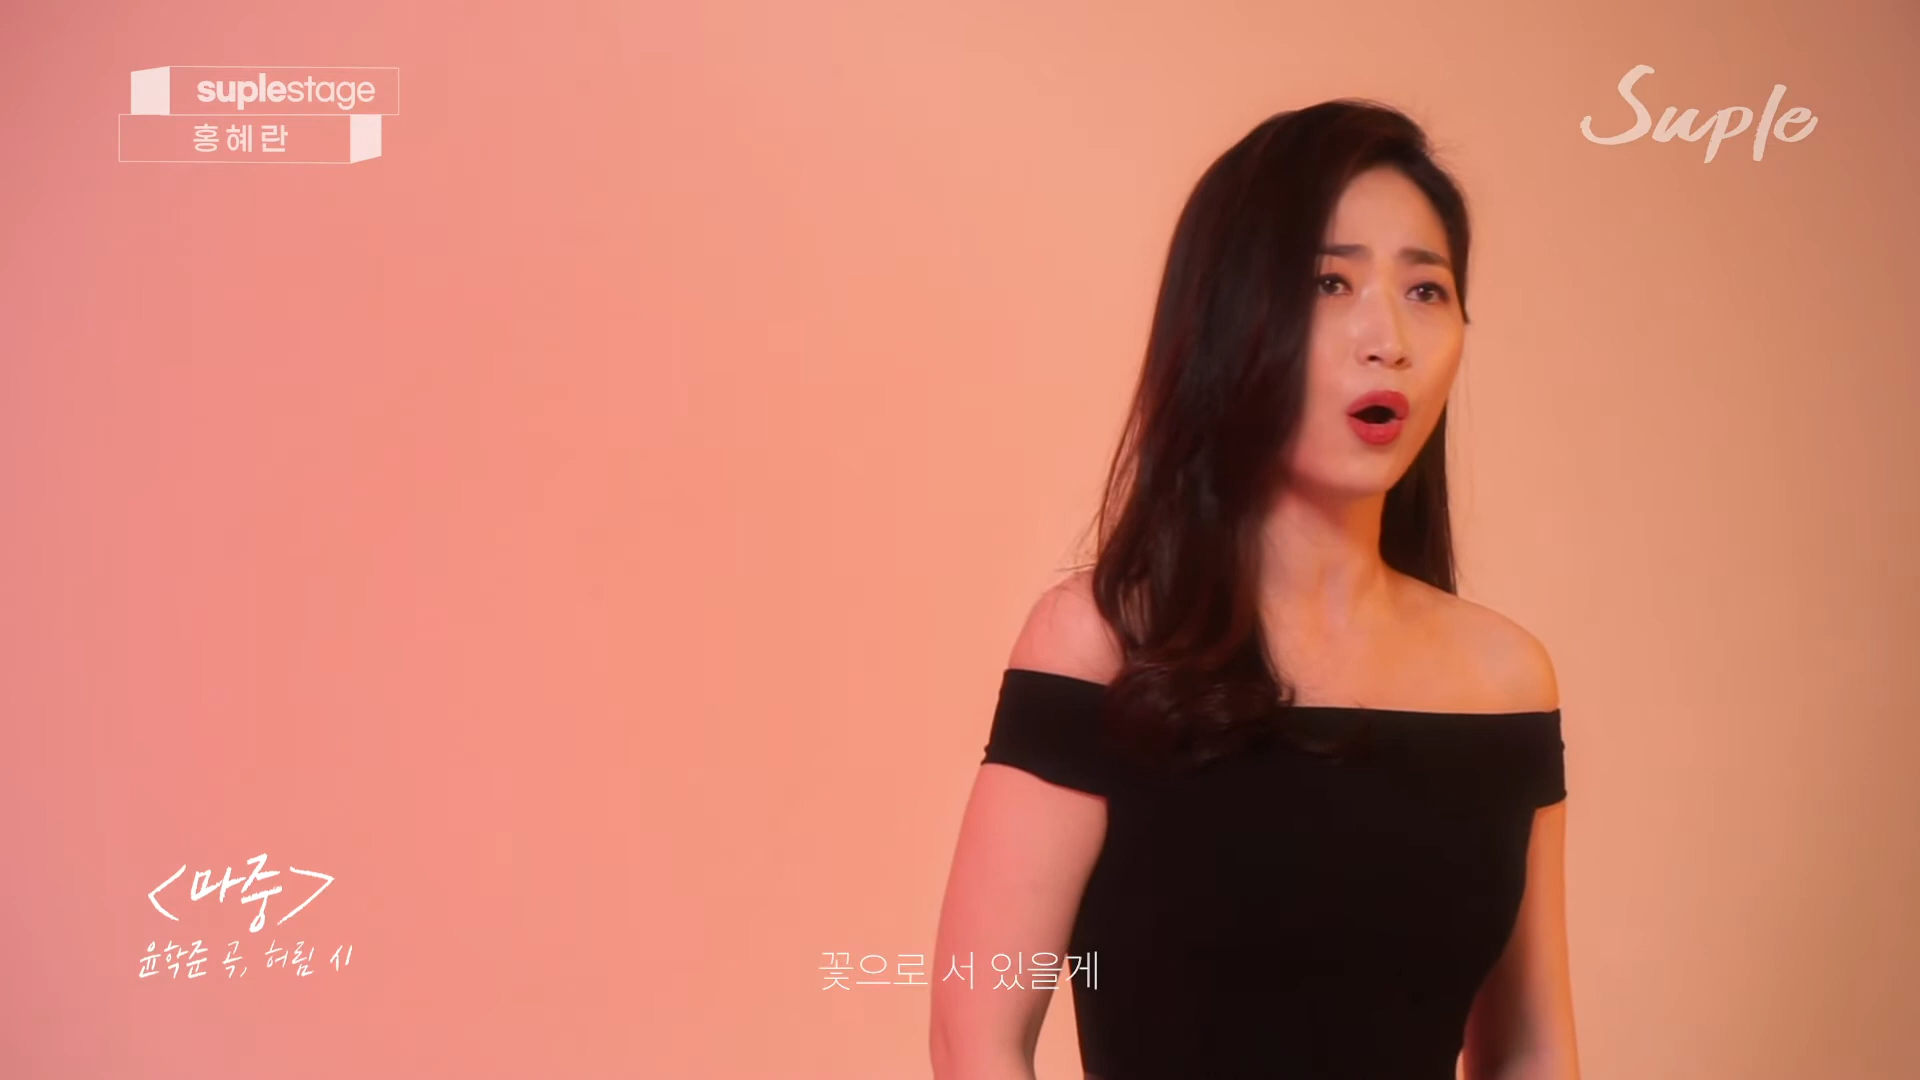 suplestage
홍혜란
Suple
<마중>
윤학준 곡, 허림 시
꽃으로 서 있을게